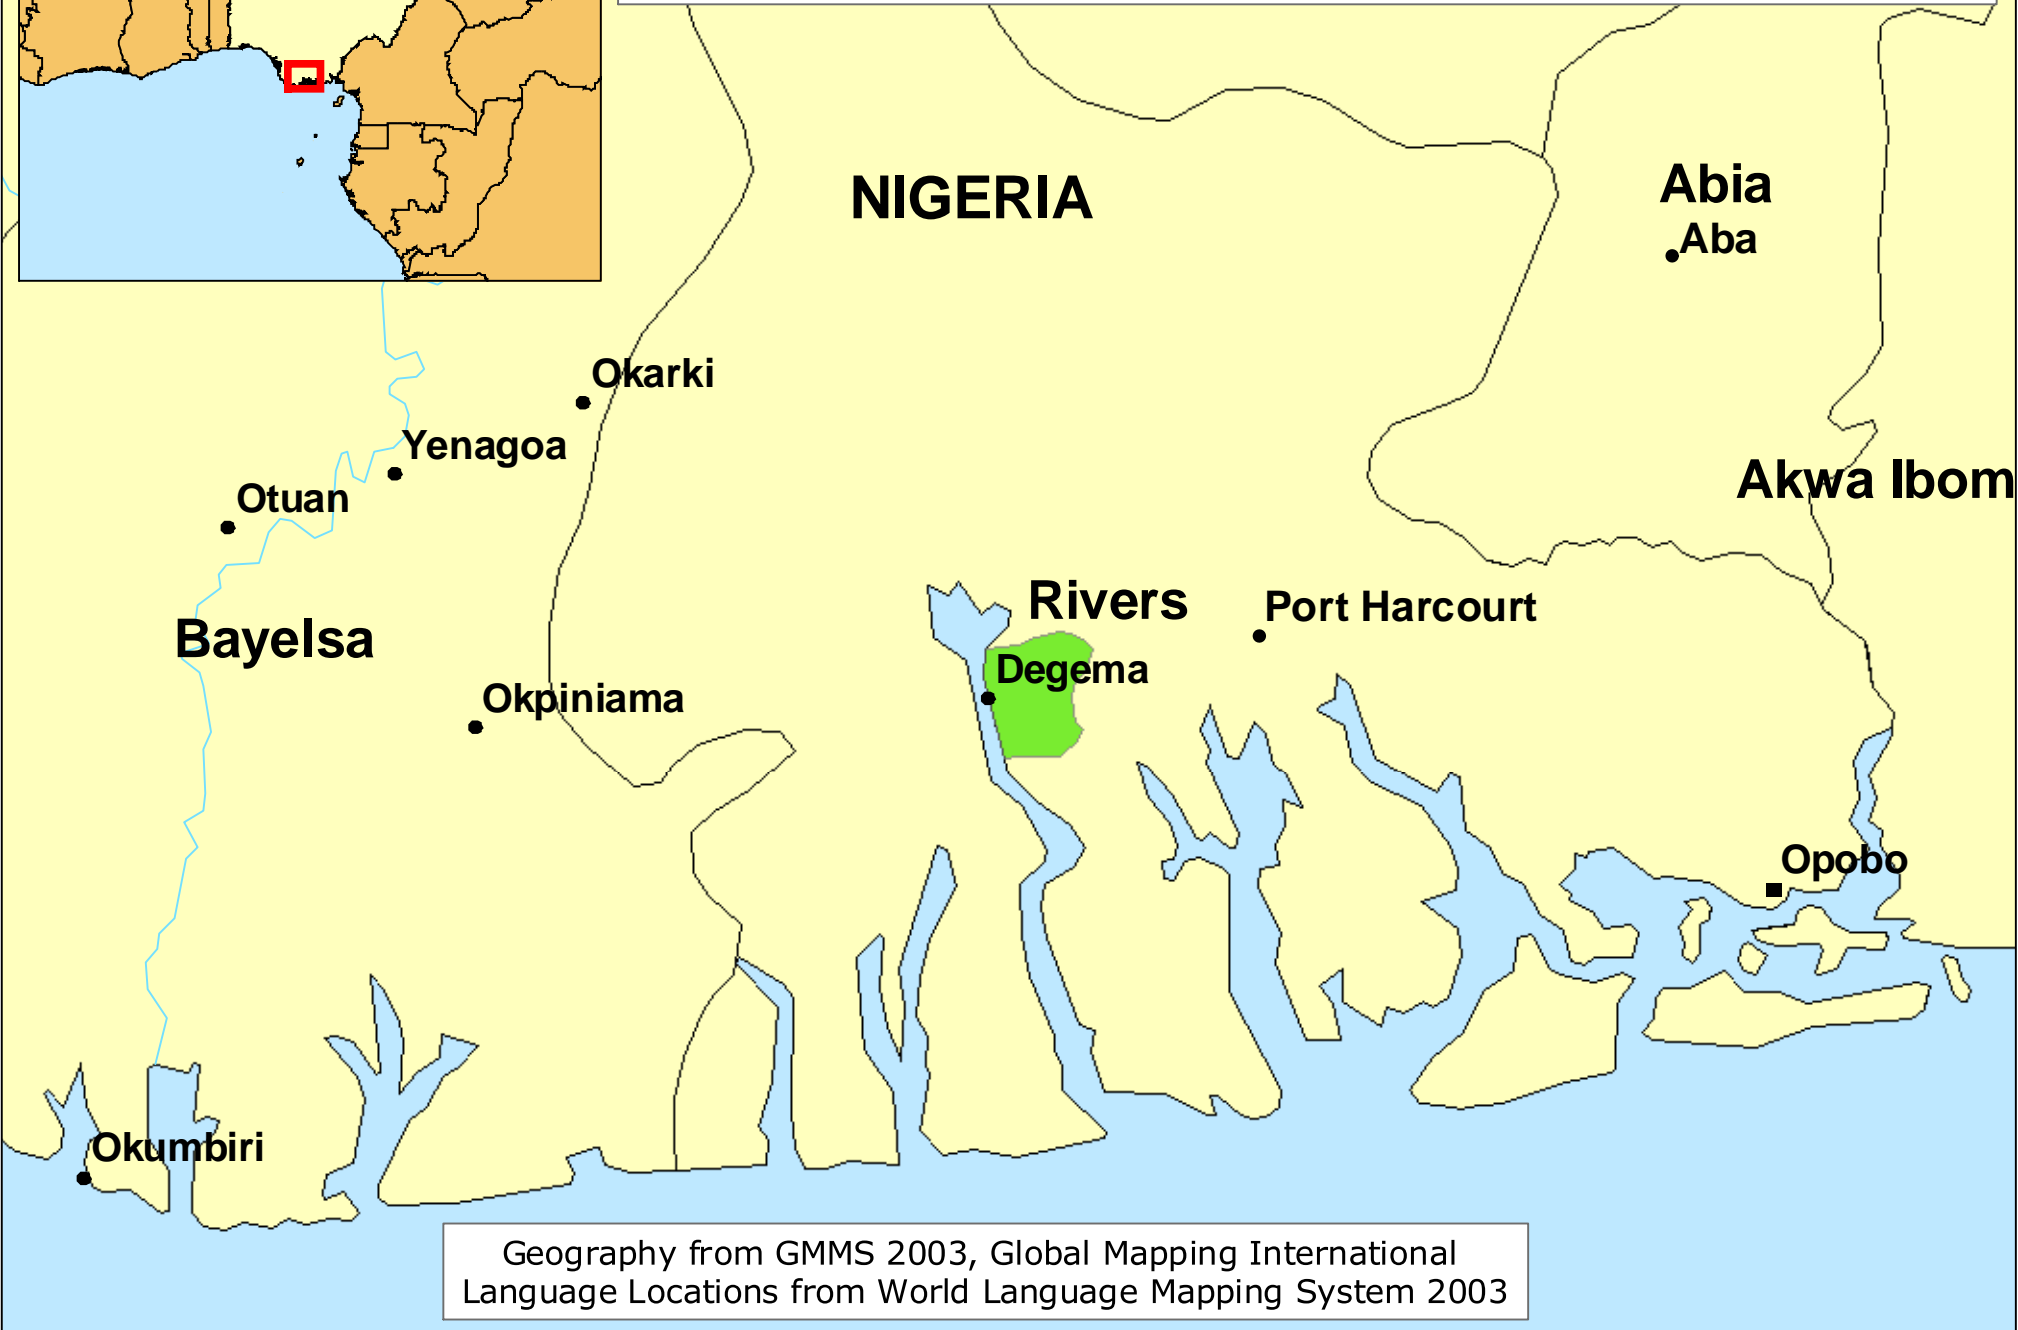 NIGERIA
Abia
Aba
Okarki
Yenagoa
Akwa Ibom
Otuan
Rivers
Port Harcourt
Bayelsa
Degema
Okpiniama
Opobo
Okumbiri
Geography from GMMS 2003, Global Mapping International
Language Locations from World Language Mapping System 2003